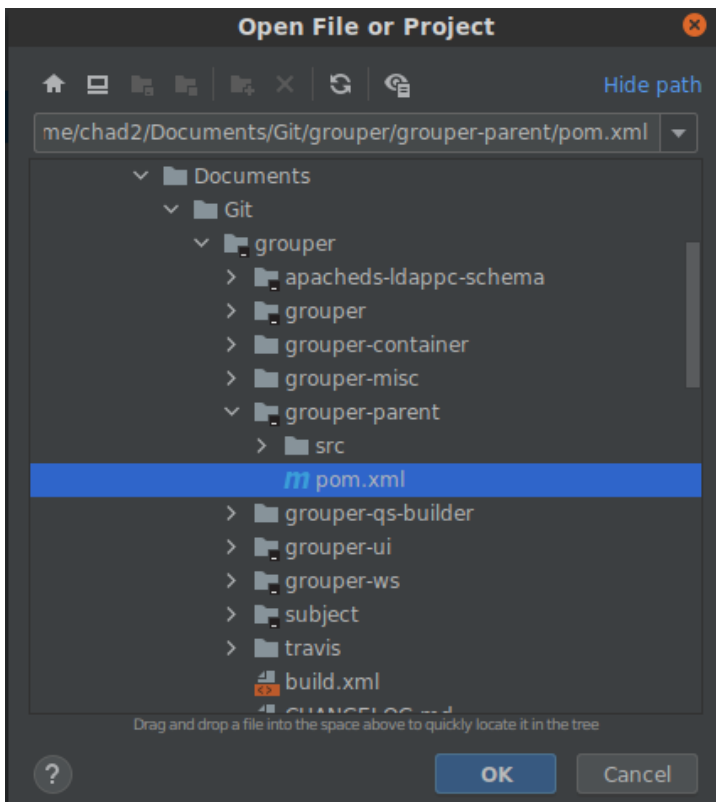 Open File or Project
Hide path
me/chad2/Documents/Git/grouper/grouper-parent/pom.xml
Documents
Git
grouper
apacheds-ldappc-schema
grouper
grouper-container
grouper-misc
grouper-parent
src
m pom.xml
grouper-qs-builder
grouper-ui
grouper-ws
subject
travis
build.xml
CHANGELOG.md
Drag and drop a file into the space above to quickly locate it in the tree
? OK Cancel